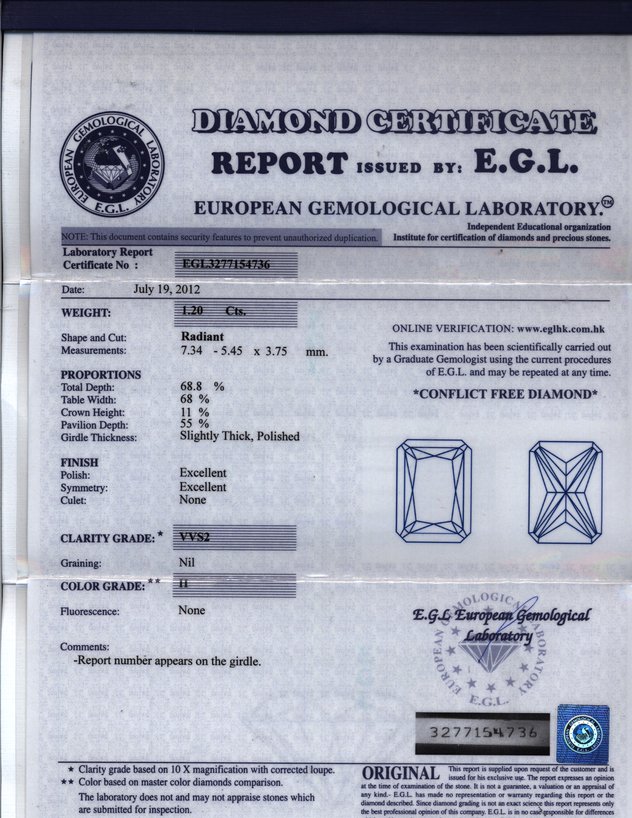 EUROPEAN GEMOLOGICAL LABORATORY
E.G.L.
DIAMOND CERTIFICATE
REPORT ISSUED BY: E.G.L.
EUROPEAN GEMOLOGICAL LABORATORY.™
Independent Educational organization
NOTE: This document contains security features to prevent unauthorized duplication.
Institute for certification of diamonds and precious stones.
Laboratory Report
Certificate No : EGL3277154736
Date: July 19, 2012
WEIGHT: 1.20 Cts.
Shape and Cut: Radiant
Measurements: 7.34 - 5.45 x 3.75 mm.
ONLINE VERIFICATION: www.eglhk.com.hk
This examination has been scientifically carried out
by a Graduate Gemologist using the current procedures
of E.G.L. and may be repeated at any time.
*CONFLICT FREE DIAMOND*
PROPORTIONS
Total Depth: 68.8 %
Table Width: 68 %
Crown Height: 11 %
Pavilion Depth: 55 %
Girdle Thickness: Slightly Thick, Polished
FINISH
Polish: Excellent
Symmetry: Excellent
Culet: None
CLARITY GRADE:* VVS2
Graining: Nil
COLOR GRADE:** H
Fluorescence: None
Comments:
-Report number appears on the girdle.
E.G.L European Gemological
Laboratory
EUROPEAN GEMOLOGICAL LABORATORY
E.G.L.
3277154736
* Clarity grade based on 10 X magnification with corrected loupe.
** Color based on master color diamonds comparison.
The laboratory does not and may not appraise stones which
are submitted for inspection.
ORIGINAL This report is supplied upon request of the customer and is
issued for his exclusive use. The report expresses an opinion
at the time of examination of the stone. It is not a guarantee, a valuation or an appraisal of
any kind.- E.G.L. has made no representation or warranty regarding this report or the
diamond described. Since diamond grading is not an exact science this report represents only
the best possible opinion of this company. E.G.L. is in no case responsible for differences